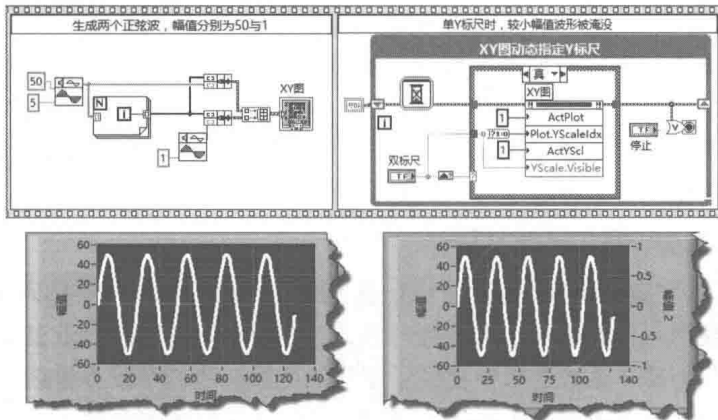 生成两个正弦波，幅值分别为50与1
单Y标尺时，较小幅值波形被淹没
XY图动态指定Y标尺
50
5
N
i
1
XY图
i
真
XY图
1
ActPlot
Plot.YScaleIdx
1
ActYScl
YScale.Visible
双标尺
TF
TF
停止
V
60
40
20
0
-20
-40
-60
幅值
0
20
40
60
80
100
120
140
时间
60
40
20
0
-20
-40
-60
幅值
0
25
50
75
100
140
时间
1
0.5
0
-0.5
-1
幅值 2